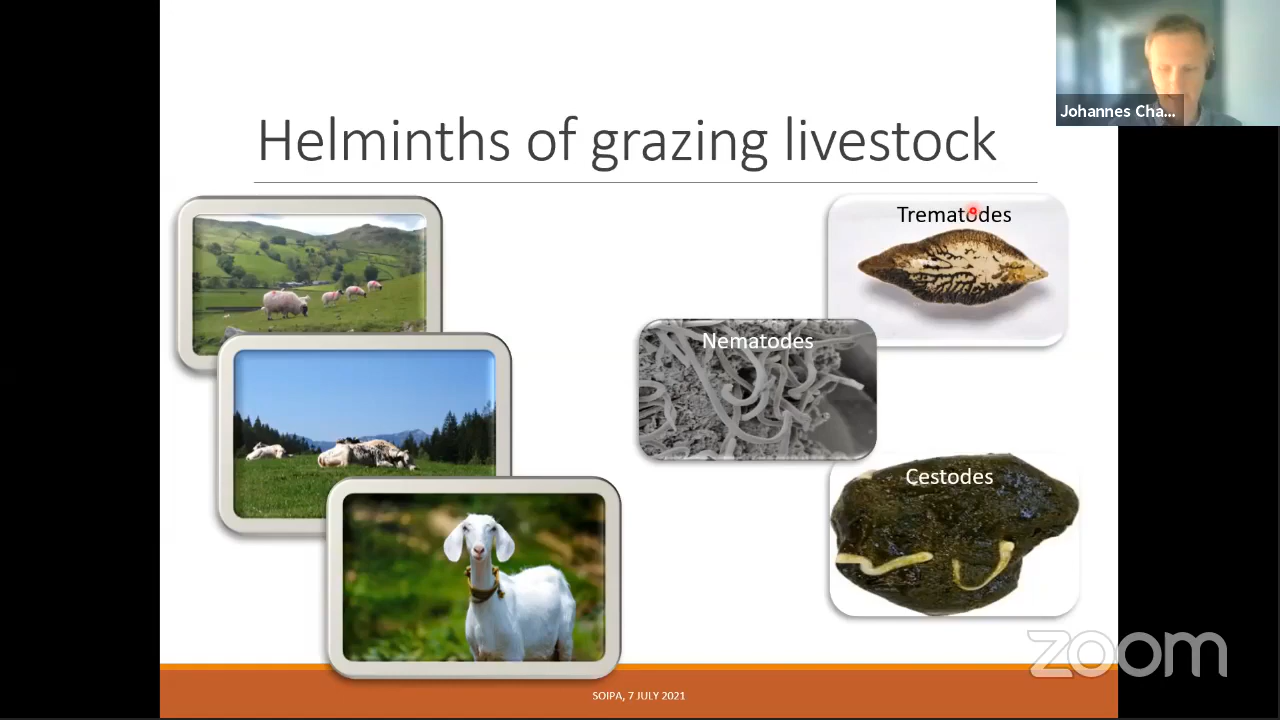 Johannes Cha...
Helminths of grazing livestock
Trematodes
Nematodes
Cestodes
zoom
SOIPA, 7 JULY 2021